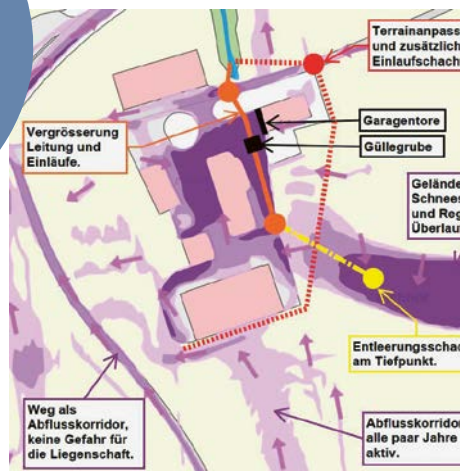 Terrainanpass
und zusätzlich
Einlaufschach
Garagentore
Güllegrube
Vergrösserung
Leitung und
Einläufe.
Gelände
Schnees
und Reg
Überlau
Entleerungsschac
am Tiefpunkt.
Weg als
Abflusskorridor,
keine Gefahr für
die Liegenschaft.
Abflusskorridor
alle paar Jahre
aktiv.